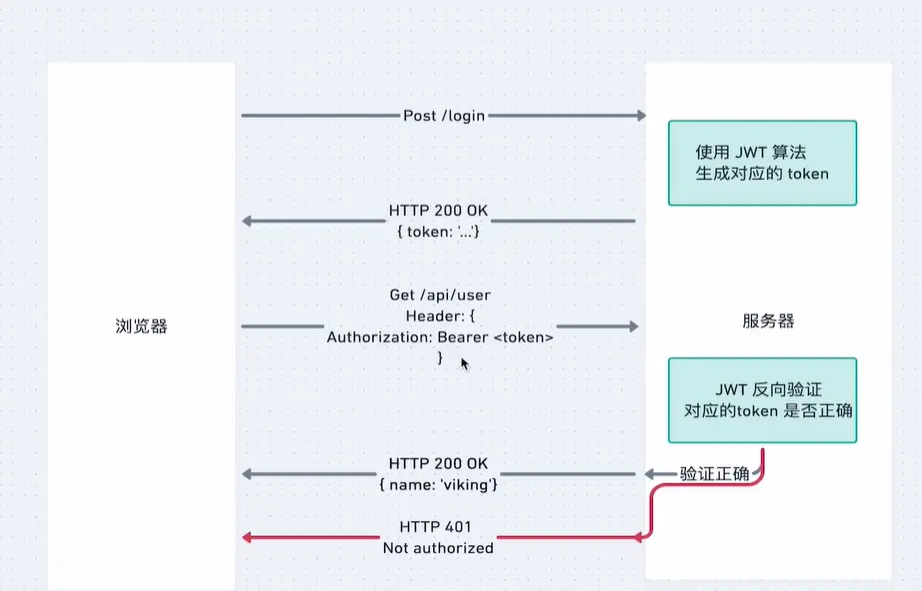 Post /login
使用 JWT 算法
生成对应的 token
HTTP 200 OK
{ token: '...'}
Get /api/user
Header: {
Authorization: Bearer <token>
}
浏览器
服务器
JWT 反向验证
对应的token 是否正确
HTTP 200 OK
{ name: 'viking'}
验证正确
HTTP 401
Not authorized